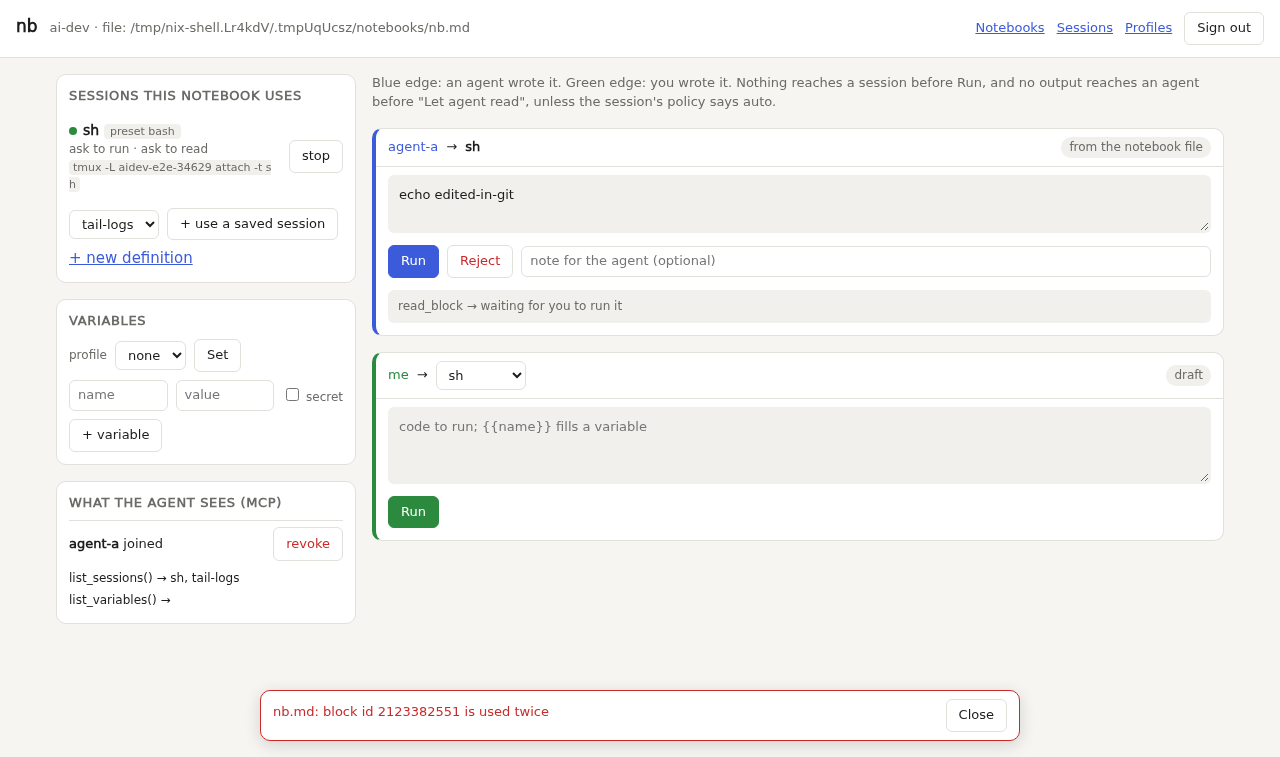 nb ai-dev · file: /tmp/nix-shell.Lr4kdV/.tmpUqUcsz/notebooks/nb.md Notebooks Sessions Profiles Sign out
SESSIONS THIS NOTEBOOK USES
sh preset bash
ask to run · ask to read
tmux -L aidev-e2e-34629 attach -t s
h
stop
tail-logs + use a saved session
+ new definition
VARIABLES
profile none Set
name value secret
+ variable
WHAT THE AGENT SEES (MCP)
agent-a joined revoke
list_sessions() → sh, tail-logs
list_variables() →
Blue edge: an agent wrote it. Green edge: you wrote it. Nothing reaches a session before Run, and no output reaches an agent
before "Let agent read", unless the session's policy says auto.
agent-a → sh from the notebook file
echo edited-in-git
Run Reject note for the agent (optional)
read_block → waiting for you to run it
me → sh draft
code to run; {{name}} fills a variable
Run
nb.md: block id 2123382551 is used twice Close